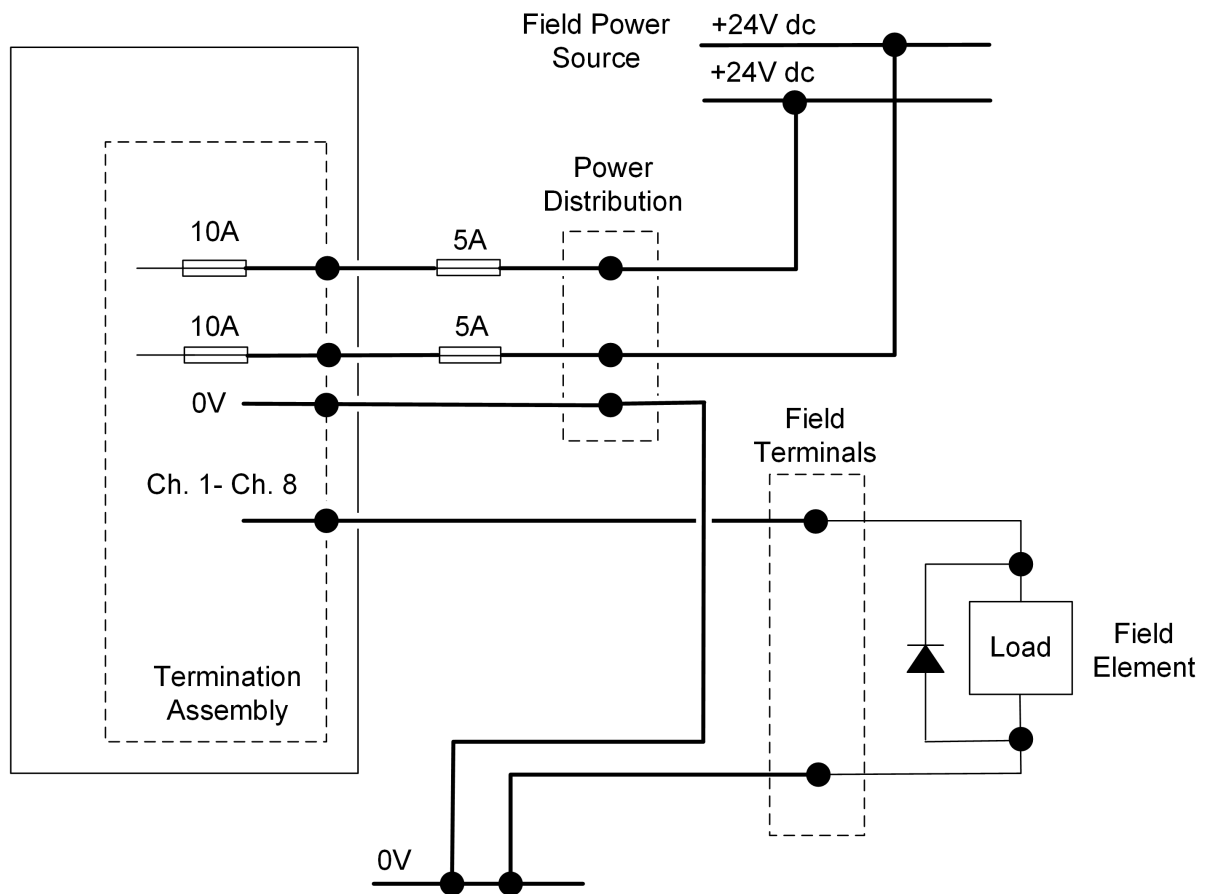 Field Power
Source
+24V dc
+24V dc
Power
Distribution
10A
5A
10A
5A
0V
Field
Terminals
Ch. 1- Ch. 8
Load
Field
Element
Termination
Assembly
0V